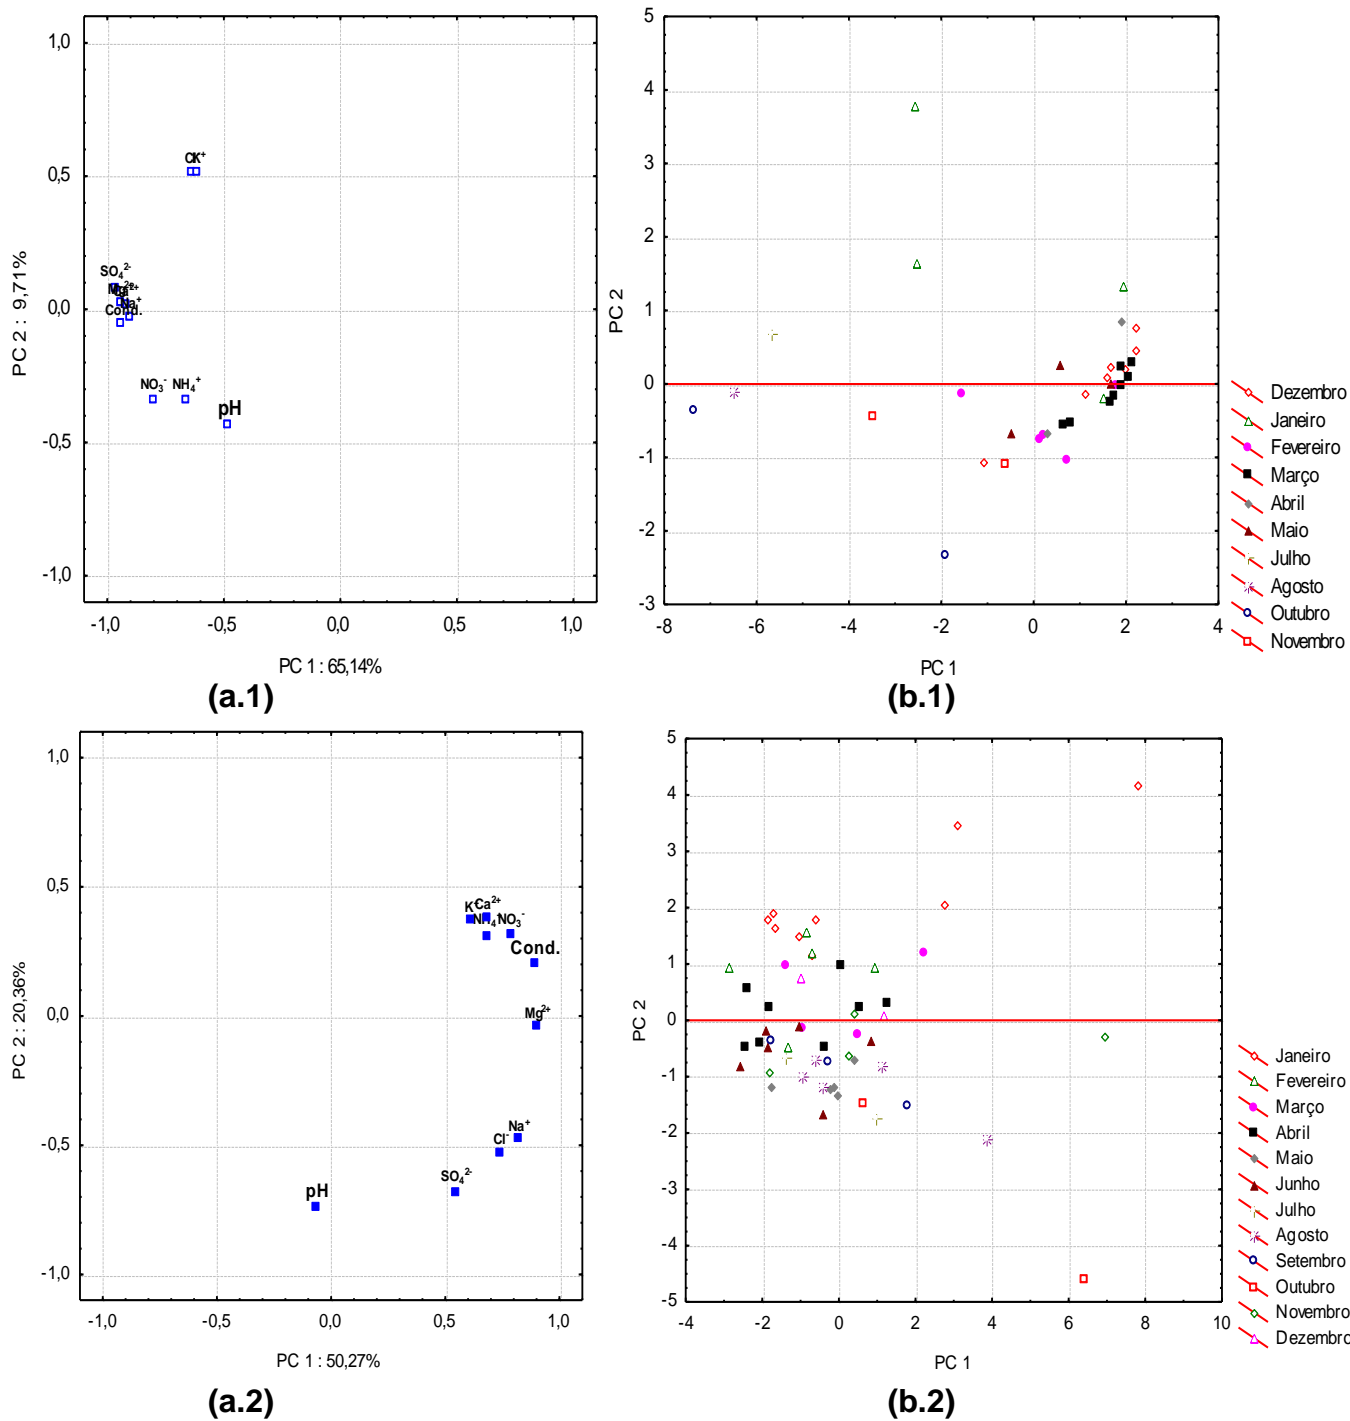 1,0
0,5
0,0
-0,5
-1,0
PC 2 : 9,71%
K⁺
SO₄²⁻
Na⁺
Cond.
NO₃⁻ NH₄⁺
pH
-1,0 -0,5 0,0 0,5 1,0
PC 1 : 65,14%
(a.1)
5
4
3
2
1
0
-1
-2
-3
PC 2
-8 -6 -4 -2 0 2 4
PC 1
(b.1)
Dezembro
Janeiro
Fevereiro
Março
Abril
Maio
Julho
Agosto
Outubro
Novembro
1,0
0,5
0,0
-0,5
-1,0
PC 2 : 20,36%
K⁺ Ca²⁺
NO₃⁻
Cond.
Mg²⁺
Na⁺
Cl⁻
SO₄²⁻
pH
-1,0 -0,5 0,0 0,5 1,0
PC 1 : 50,27%
(a.2)
5
4
3
2
1
0
-1
-2
-3
-4
-5
PC 2
-4 -2 0 2 4 6 8 10
PC 1
(b.2)
Janeiro
Fevereiro
Março
Abril
Maio
Junho
Julho
Agosto
Setembro
Outubro
Novembro
Dezembro